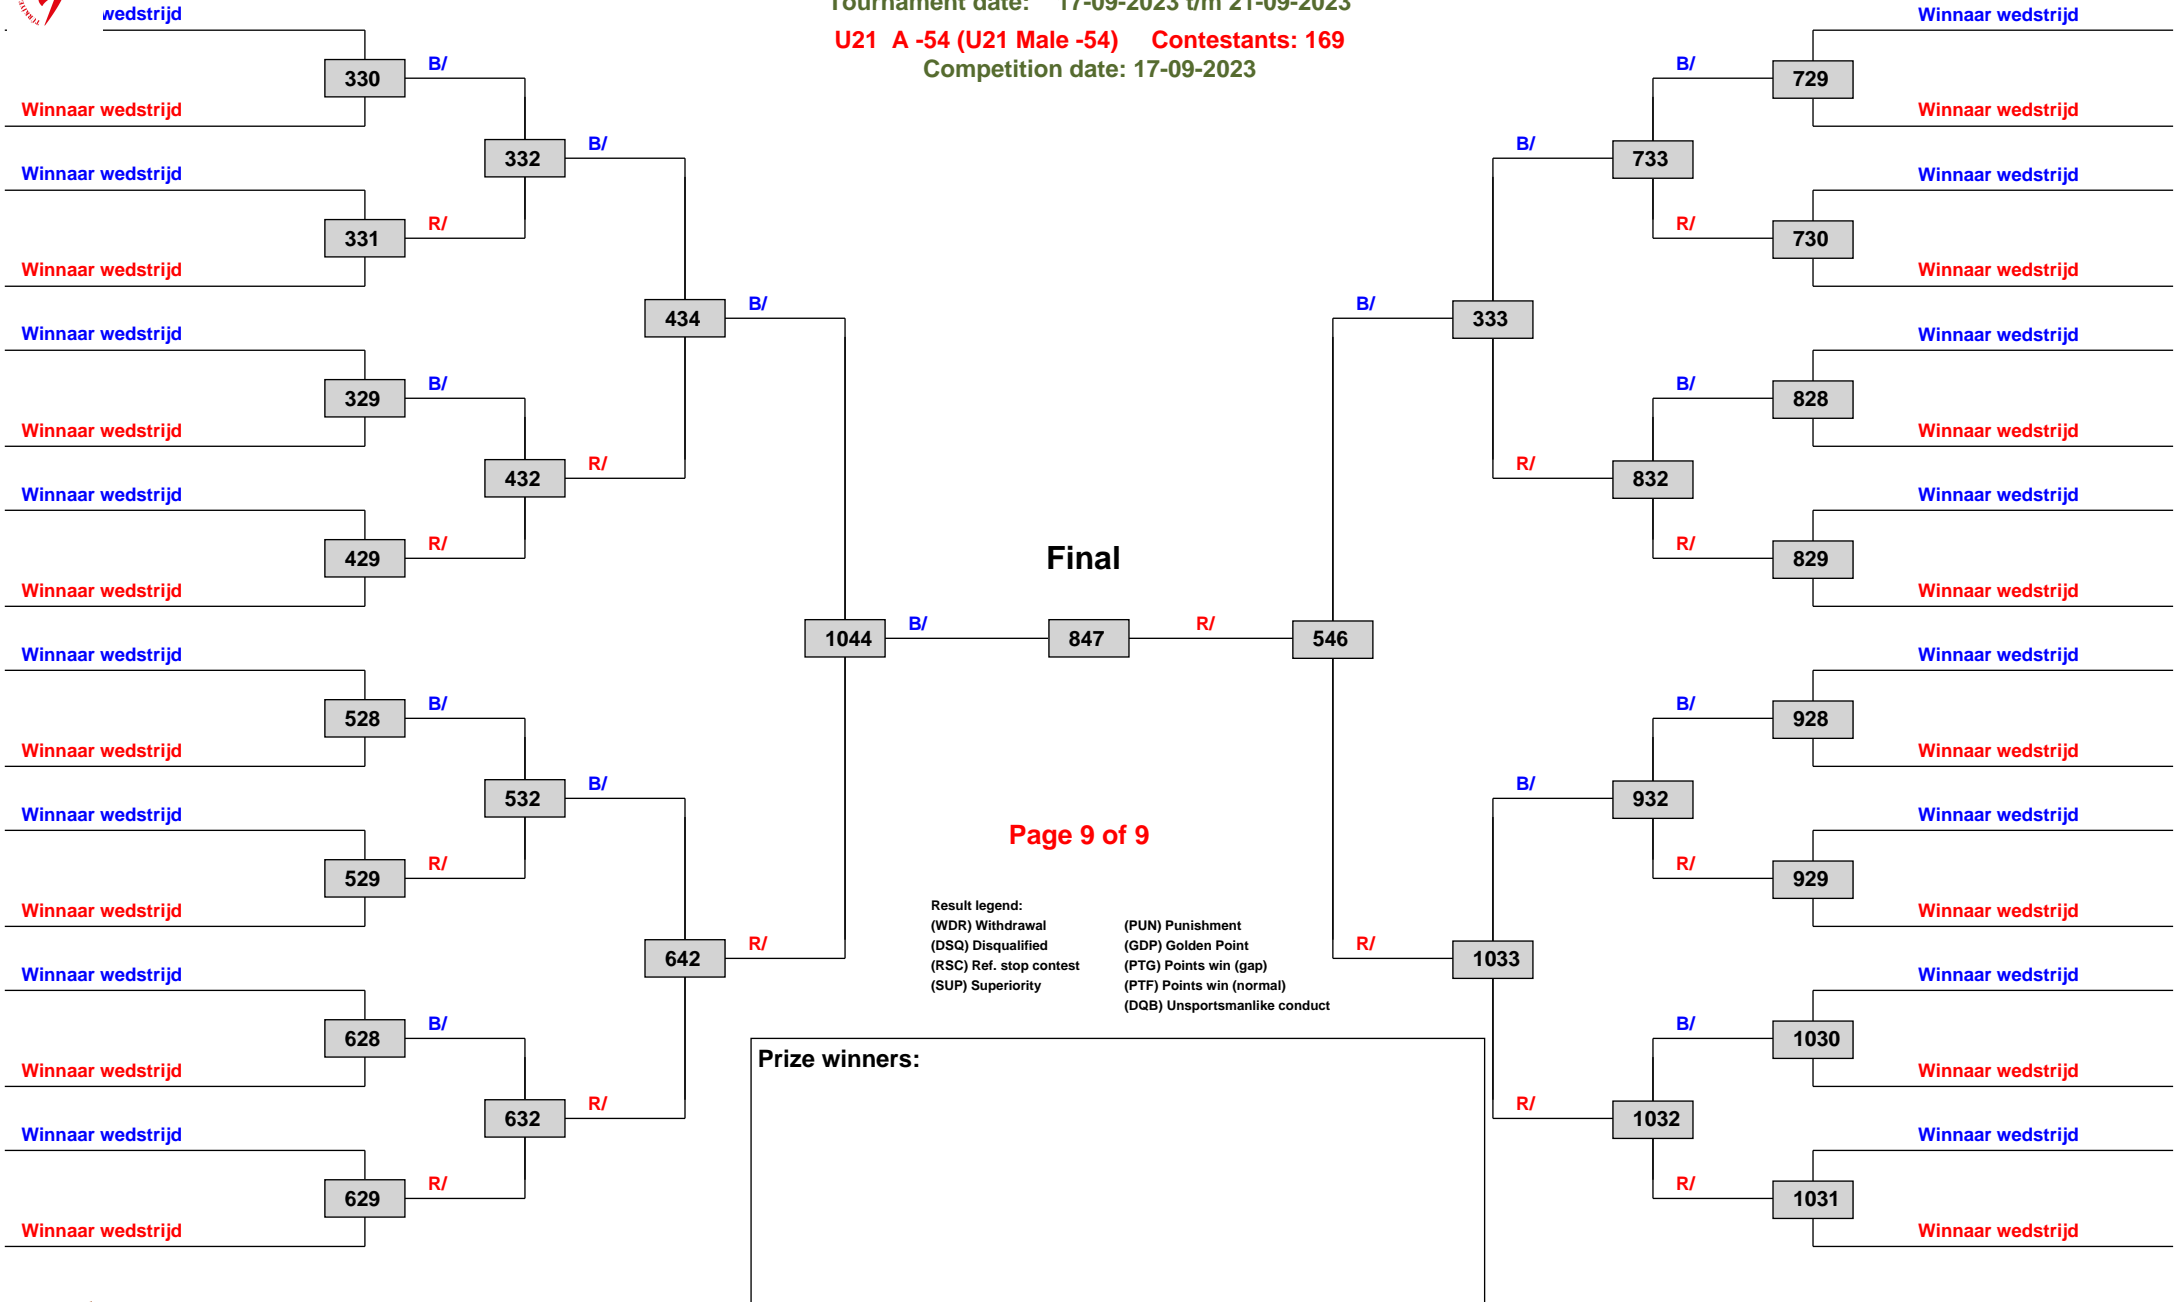 Tournament date: 17-09-2023 t/m 21-09-2023
U21 A -54 (U21 Male -54) Contestants: 169
Competition date: 17-09-2023
wedstrijd
330
B/
Winnaar wedstrijd
332
B/
Winnaar wedstrijd
331
R/
Winnaar wedstrijd
434
B/
Winnaar wedstrijd
329
B/
Winnaar wedstrijd
432
R/
Winnaar wedstrijd
429
R/
Winnaar wedstrijd
1044
B/
Winnaar wedstrijd
528
B/
Winnaar wedstrijd
532
B/
Winnaar wedstrijd
529
R/
Winnaar wedstrijd
642
R/
Winnaar wedstrijd
628
B/
Winnaar wedstrijd
632
R/
Winnaar wedstrijd
629
R/
Winnaar wedstrijd
Final
847
R/
546
Page 9 of 9
Result legend:
(WDR) Withdrawal
(DSQ) Disqualified
(RSC) Ref. stop contest
(SUP) Superiority
(PUN) Punishment
(GDP) Golden Point
(PTG) Points win (gap)
(PTF) Points win (normal)
(DQB) Unsportsmanlike conduct
Prize winners:
Winnaar wedstrijd
B/
729
Winnaar wedstrijd
B/
733
Winnaar wedstrijd
R/
730
Winnaar wedstrijd
B/
333
Winnaar wedstrijd
B/
828
Winnaar wedstrijd
R/
832
Winnaar wedstrijd
R/
829
Winnaar wedstrijd
Winnaar wedstrijd
B/
928
Winnaar wedstrijd
B/
932
Winnaar wedstrijd
R/
929
Winnaar wedstrijd
R/
1033
Winnaar wedstrijd
B/
1030
Winnaar wedstrijd
R/
1032
Winnaar wedstrijd
R/
1031
Winnaar wedstrijd